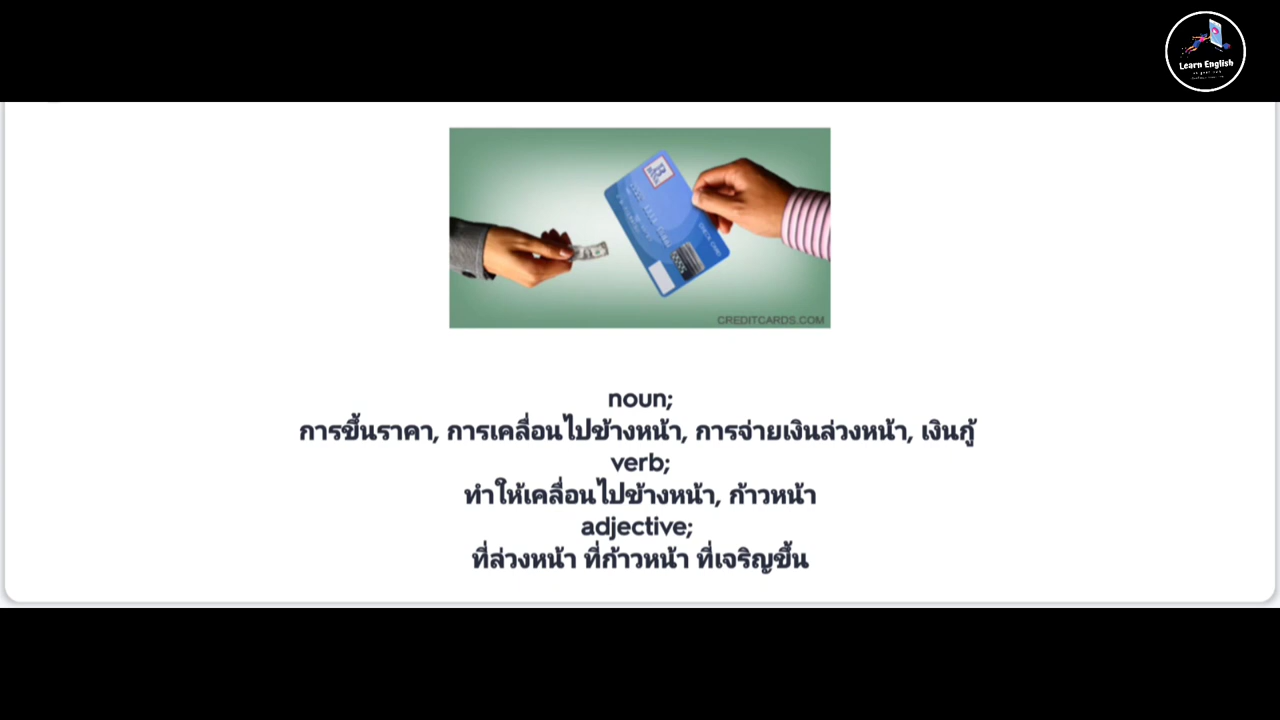 Learn English
CREDITCARDS.COM
noun;
การขึ้นราคา, การเคลื่อนไปข้างหน้า, การจ่ายเงินล่วงหน้า, เงินกู้
verb;
ทำให้เคลื่อนไปข้างหน้า, ก้าวหน้า
adjective;
ที่ล่วงหน้า ที่ก้าวหน้า ที่เจริญขึ้น